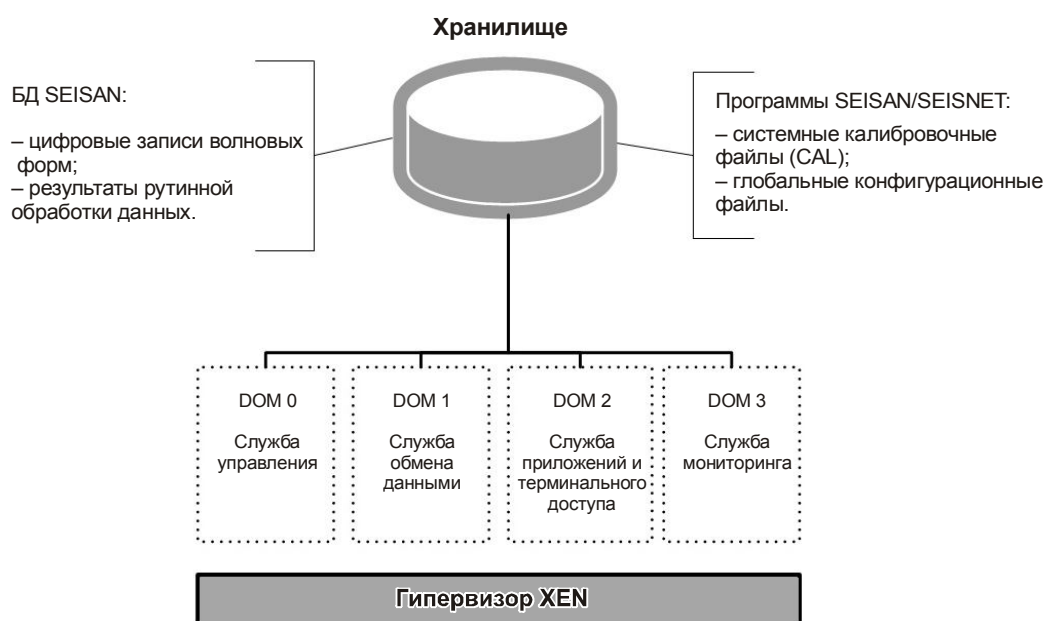 Хранилище
БД SEISAN:
– цифровые записи волновых
форм;
– результаты рутинной
обработки данных.
Программы SEISAN/SEISNET:
– системные калибровочные
файлы (CAL);
– глобальные конфигурационные
файлы.
DOM 0
Служба
управления
DOM 1
Служба
обмена
данными
DOM 2
Служба
приложений и
терминального
доступа
DOM 3
Служба
мониторинга
Гипервизор XEN